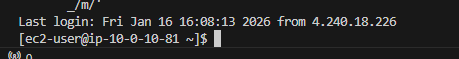 _/m/'
Last login: Fri Jan 16 16:08:13 2026 from 4.240.18.226
[ec2-user@ip-10-0-10-81 ~]$
0